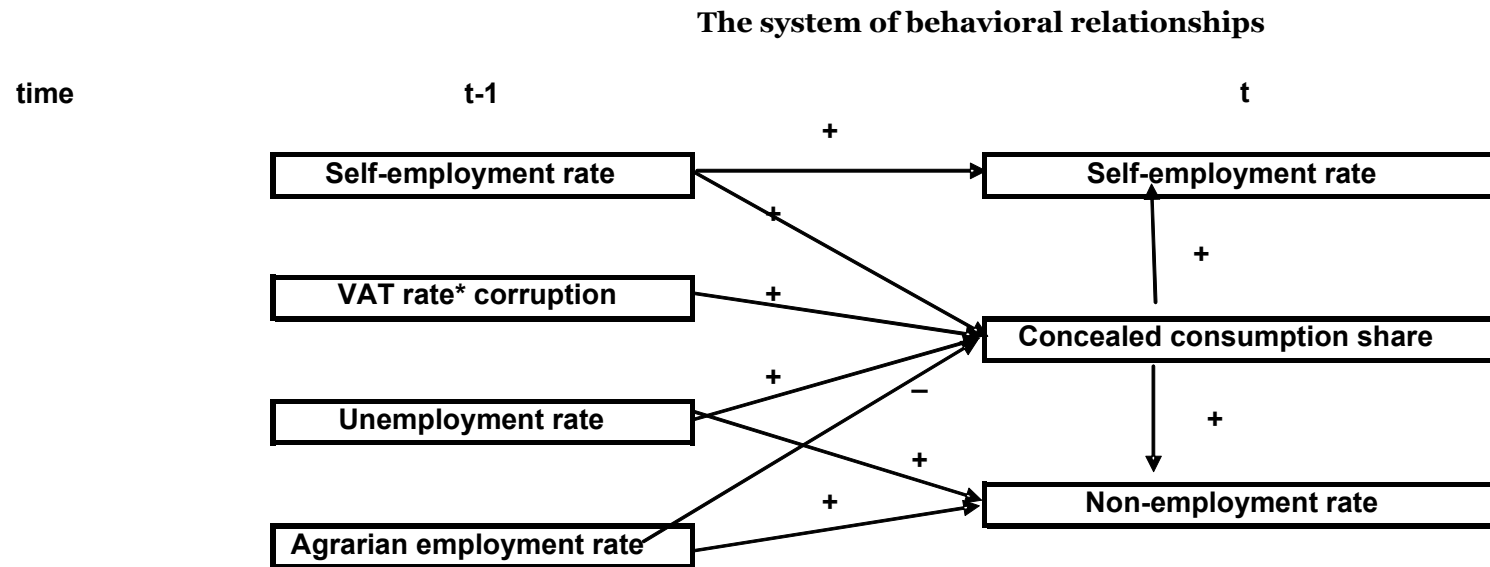 The system of behavioral relationships
time t-1 t
+
Self-employment rate Self-employment rate
+
+
VAT rate* corruption +
Concealed consumption share
+
–
Unemployment rate +
+
+ Non-employment rate
Agrarian employment rate